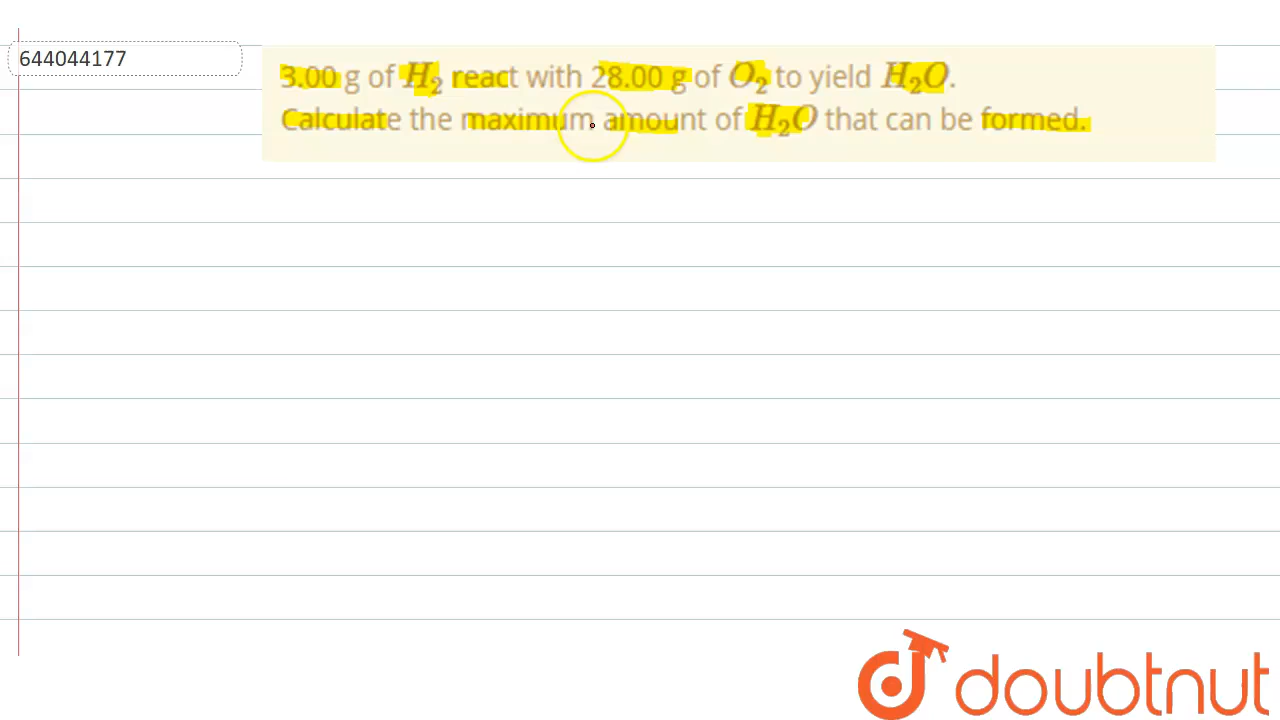 644044177
3.00 g of H₂ react with 28.00 g of O₂ to yield H₂O.
Calculate the maximum amount of H₂O that can be formed.
doubtnut